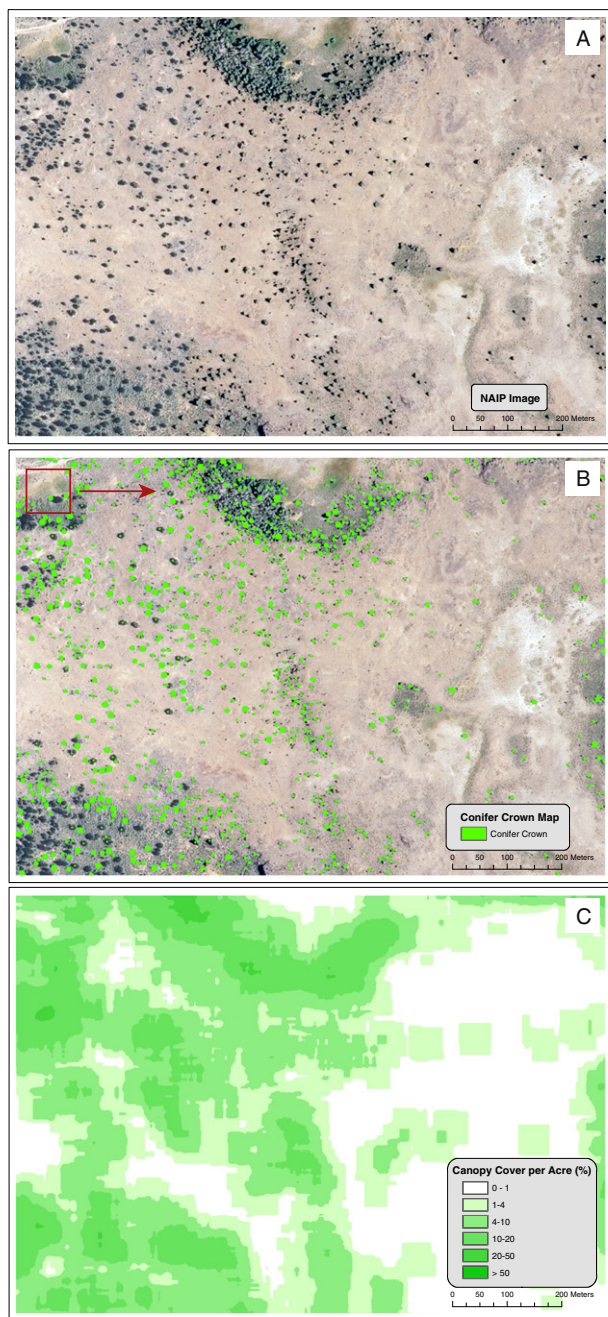 A
NAIP Image
0 50 100 200 Meters
B
Conifer Crown Map
Conifer Crown
0 50 100 200 Meters
C
Canopy Cover per Acre (%)
0 - 1
1-4
4-10
10-20
20-50
> 50
0 50 100 200 Meters